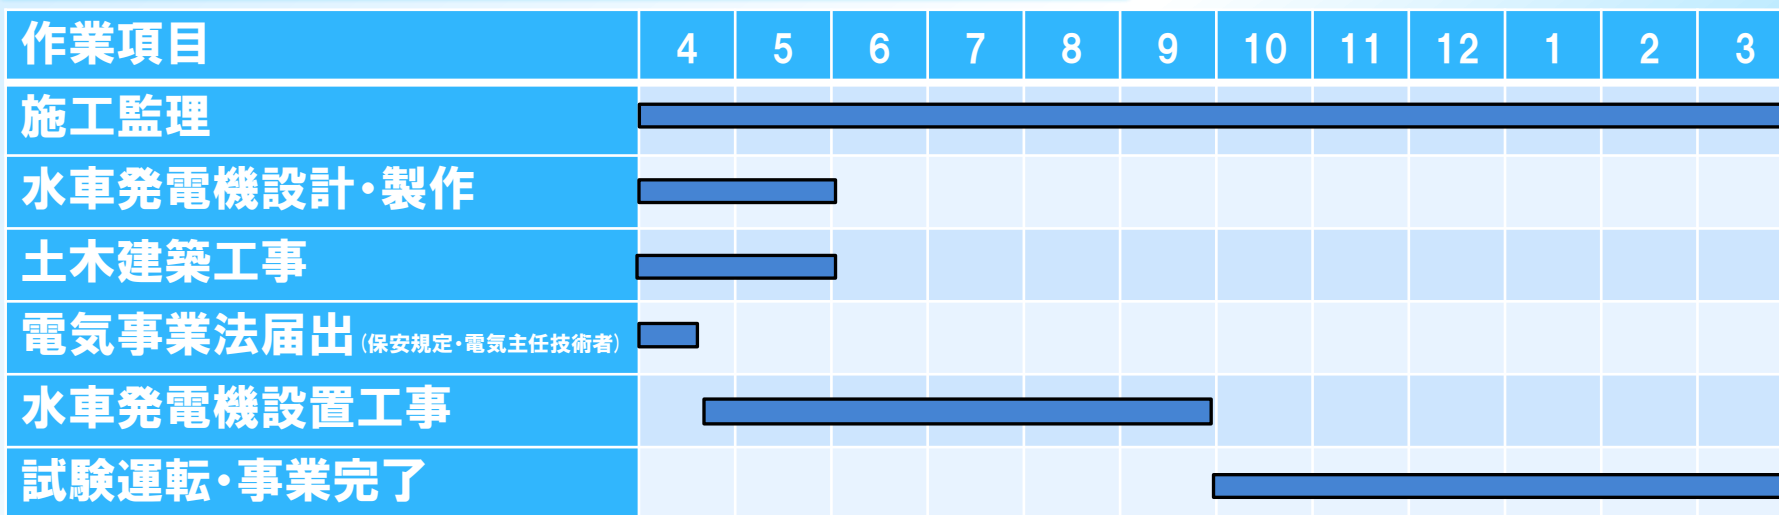 作業項目 4 5 6 7 8 9 10 11 12 1 2 3
施工監理
水車発電機設計・製作
土木建築工事
電気事業法届出(保安規定・電気主任技術者)
水車発電機設置工事
試験運転・事業完了